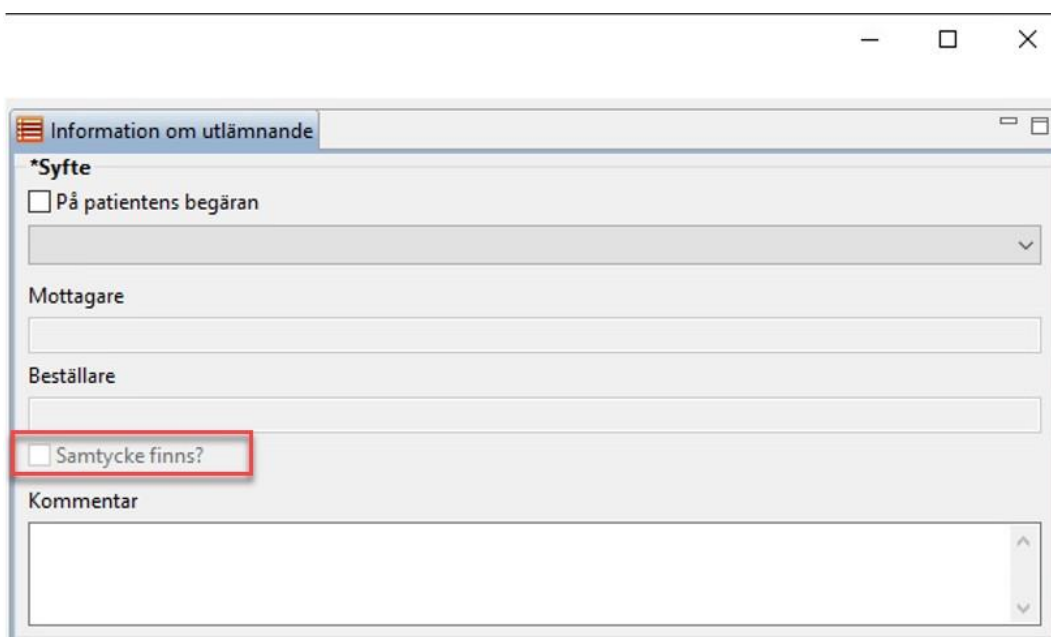 Information om utlämnande
*Syfte
På patientens begäran
Mottagare
Beställare
Samtycke finns?
Kommentar